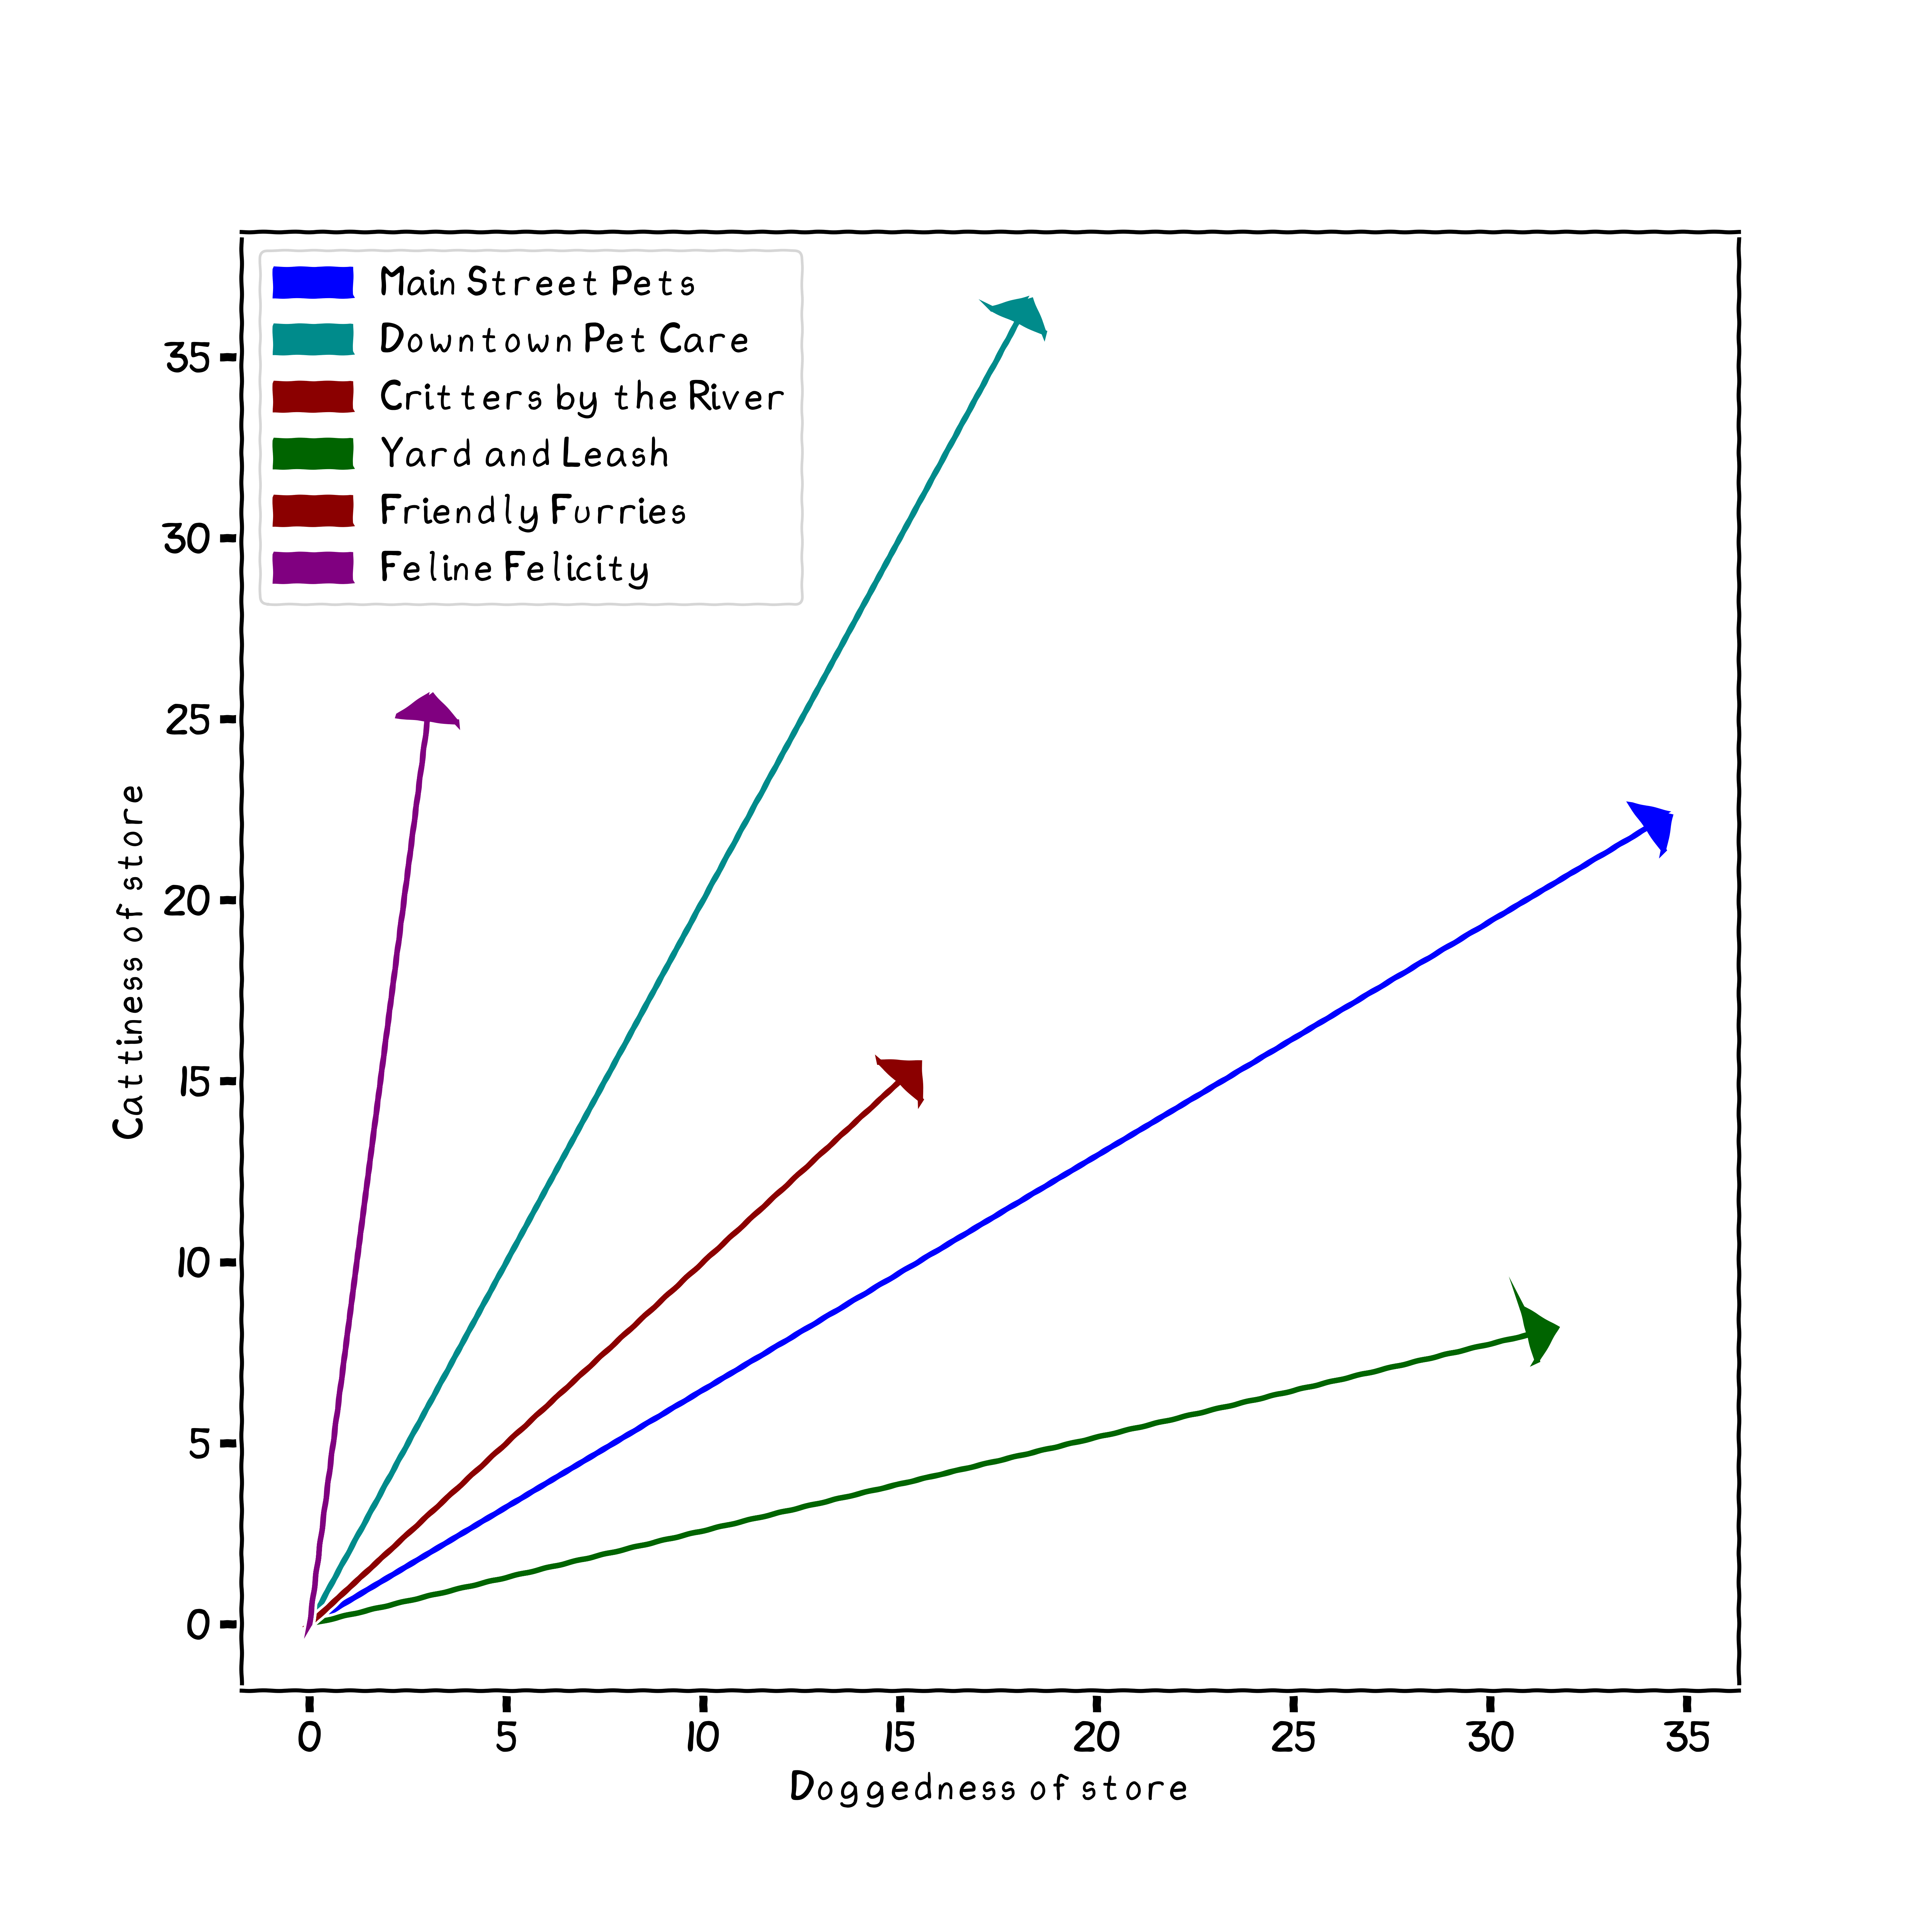 Main Street Pets
Downtown Pet Care
Critters by the River
Yard and Leash
Friendly Furries
Feline Felicity
Cattiness of store
35
30
25
20
15
10
5
0
0 5 10 15 20 25 30 35
Doggedness of store